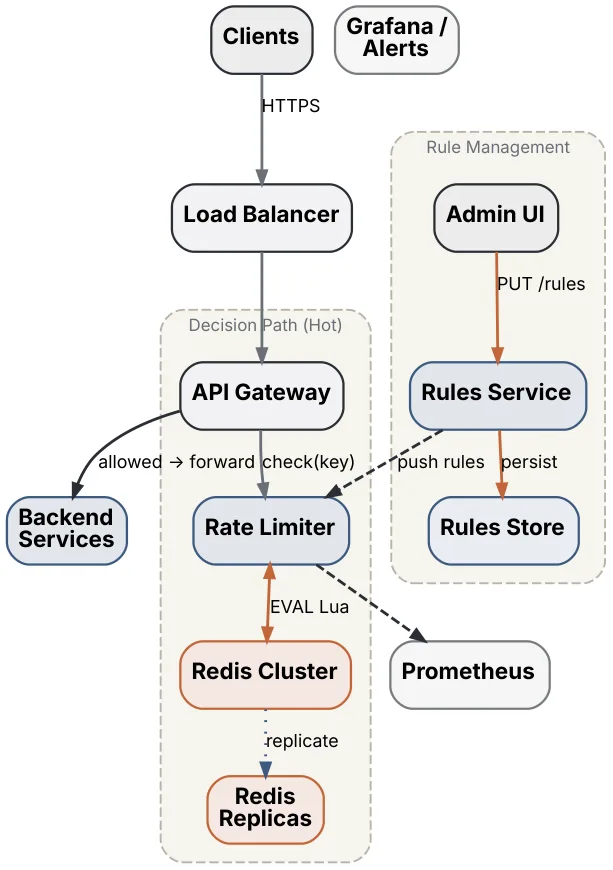 Clients
Grafana /
Alerts
HTTPS
Rule Management
Load Balancer
Admin UI
PUT /rules
Decision Path (Hot)
API Gateway
Rules Service
allowed → forward
check(key)
push rules
persist
Backend
Services
Rate Limiter
Rules Store
EVAL Lua
Redis Cluster
Prometheus
replicate
Redis
Replicas